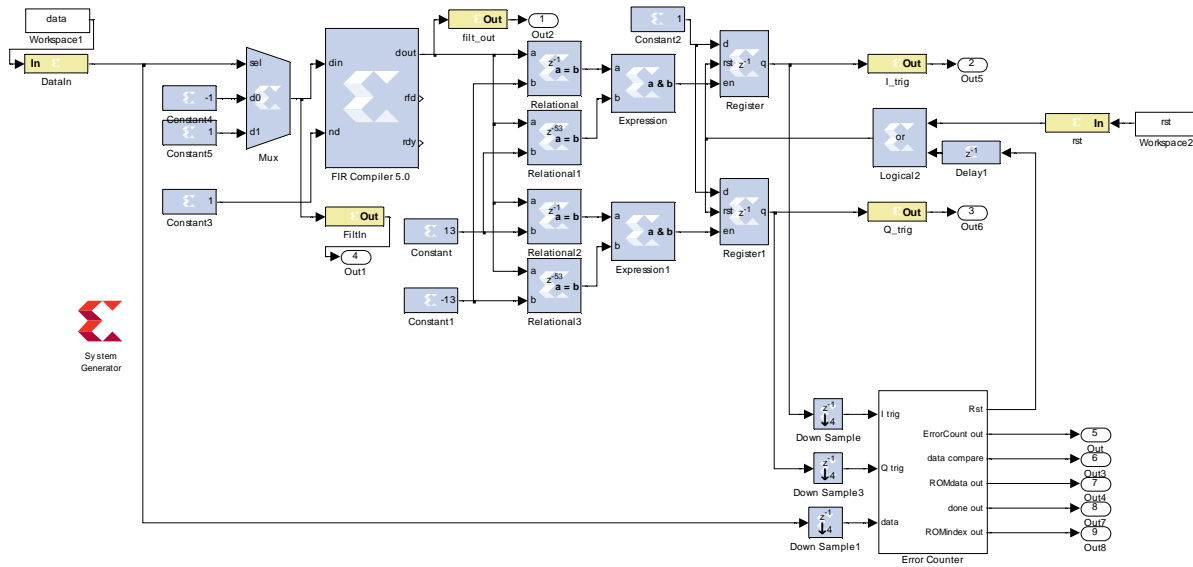 data
Workspace1
In
DataIn
-1
Constant4
1
Constant5
1
Constant3
sel
d0
d1
Mux
din
nd
dout
rfd
rdy
FIR Compiler 5.0
Out
FiltIn
4
Out1
Out
filt_out
1
Out2
a
b
z-1
a = b
Relational
a
b
z-53
a = b
Relational1
13
Constant
a
b
z-1
a = b
Relational2
-13
Constant1
a
b
z-53
a = b
Relational3
a
b
a & b
Expression
a
b
a & b
Expression1
1
Constant2
d
rst
en
z-1
q
Register
d
rst
en
z-1
q
Register1
Out
I_trig
2
Out5
or
Logical2
z-1
Delay1
In
rst
rst
Workspace2
Out
Q_trig
3
Out6
System
Generator
z-1
4
Down Sample
z-1
4
Down Sample3
z-1
4
Down Sample1
I trig
Q trig
data
Rst
ErrorCount out
data compare
ROMdata out
done out
ROMindex out
Error Counter
5
Out
6
Out3
7
Out4
8
Out7
9
Out8